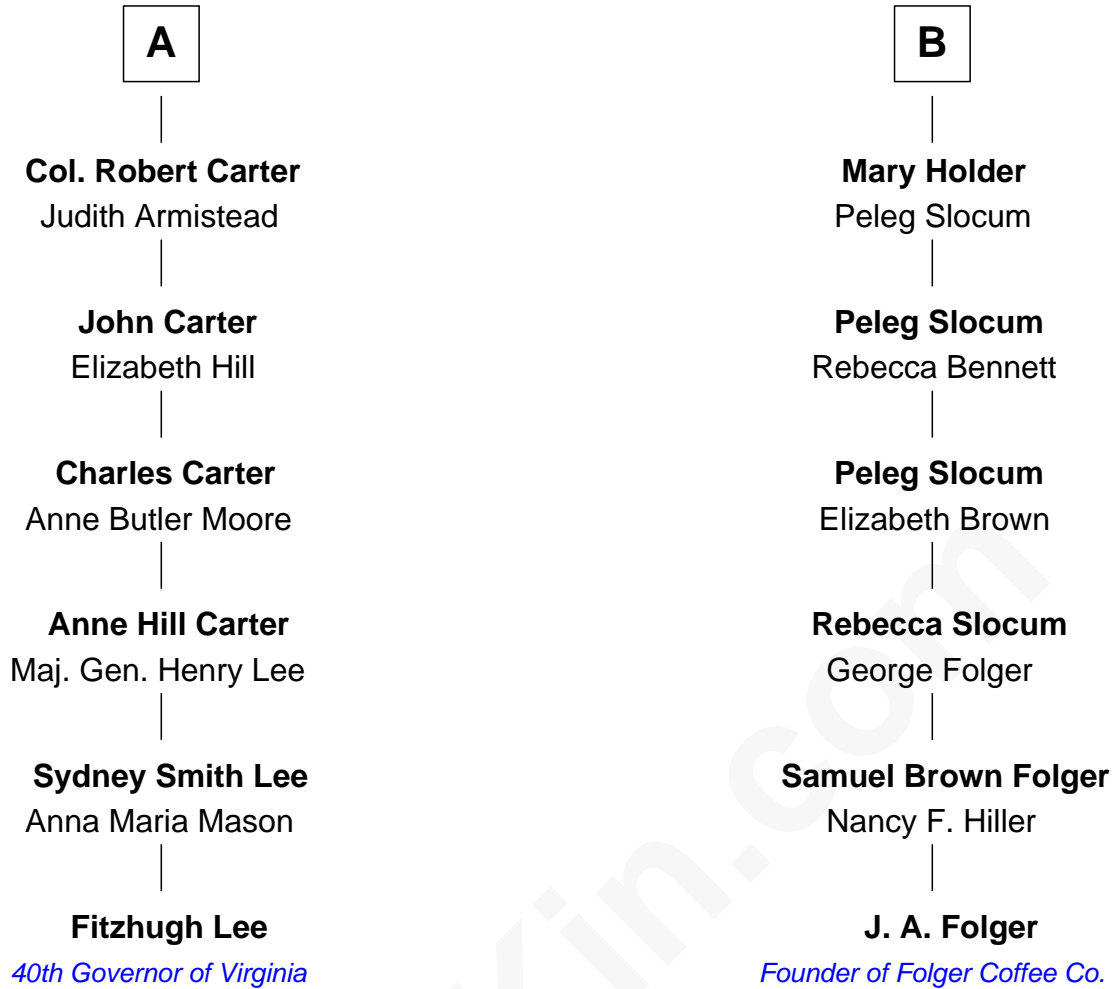 A
Col. Robert Carter
Judith Armistead
John Carter
Elizabeth Hill
Charles Carter
Anne Butler Moore
Anne Hill Carter
Maj. Gen. Henry Lee
Sydney Smith Lee
Anna Maria Mason
Fitzhugh Lee
40th Governor of Virginia
B
Mary Holder
Peleg Slocum
Peleg Slocum
Rebecca Bennett
Peleg Slocum
Elizabeth Brown
Rebecca Slocum
George Folger
Samuel Brown Folger
Nancy F. Hiller
J. A. Folger
Founder of Folger Coffee Co.